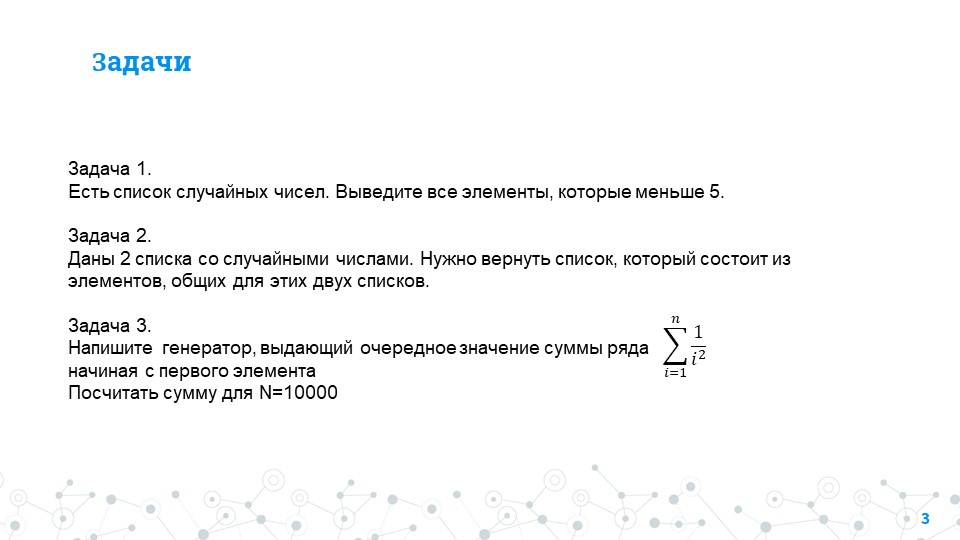 Задачи
Задача 1.
Есть список случайных чисел. Выведите все элементы, которые меньше 5.
Задача 2.
Даны 2 списка со случайными числами. Нужно вернуть список, который состоит из
элементов, общих для этих двух списков.
Задача 3.
Напишите генератор, выдающий очередное значение суммы ряда $\sum_{i=1}^{n} \frac{1}{i^2}$
начиная с первого элемента
Посчитать сумму для N=10000
3